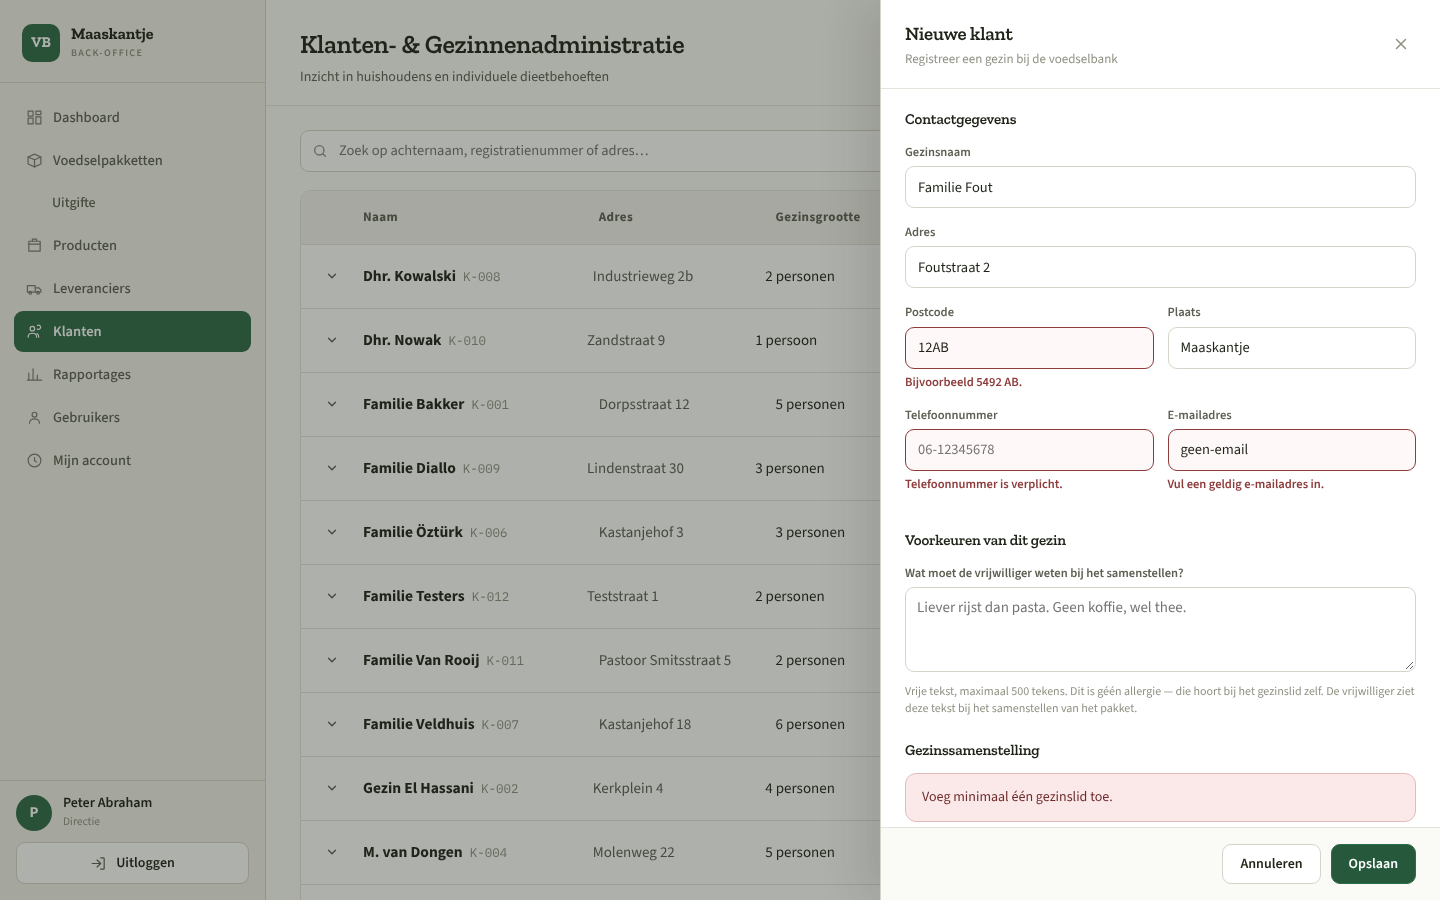 VB
Maaskantje
BACK-OFFICE
Dashboard
Voedselpakketten
Uitgifte
Producten
Leveranciers
Klanten
Rapportages
Gebruikers
Mijn account
P
Peter Abraham
Directie
Uitloggen
Klanten- & Gezinnenadministratie
Inzicht in huishoudens en individuele dieetbehoeften
Zoek op achternaam, registratienummer of adres…
Naam Adres Gezinsgrootte
Dhr. Kowalski K-008 Industrieweg 2b 2 personen
Dhr. Nowak K-010 Zandstraat 9 1 persoon
Familie Bakker K-001 Dorpsstraat 12 5 personen
Familie Diallo K-009 Lindenstraat 30 3 personen
Familie Öztürk K-006 Kastanjehof 3 3 personen
Familie Testers K-012 Teststraat 1 2 personen
Familie Van Rooij K-011 Pastoor Smitsstraat 5 2 personen
Familie Veldhuis K-007 Kastanjehof 18 6 personen
Gezin El Hassani K-002 Kerkplein 4 4 personen
M. van Dongen K-004 Molenweg 22 5 personen
Nieuwe klant
Registreer een gezin bij de voedselbank
Contactgegevens
Gezinsnaam
Familie Fout
Adres
Foutstraat 2
Postcode Plaats
12AB Maaskantje
Bijvoorbeeld 5492 AB.
Telefoonnummer E-mailadres
06-12345678 geen-email
Telefoonnummer is verplicht. Vul een geldig e-mailadres in.
Voorkeuren van dit gezin
Wat moet de vrijwilliger weten bij het samenstellen?
Liever rijst dan pasta. Geen koffie, wel thee.
Vrije tekst, maximaal 500 tekens. Dit is géén allergie — die hoort bij het gezinslid zelf. De vrijwilliger ziet
deze tekst bij het samenstellen van het pakket.
Gezinssamenstelling
Voeg minimaal één gezinslid toe.
Annuleren Opslaan